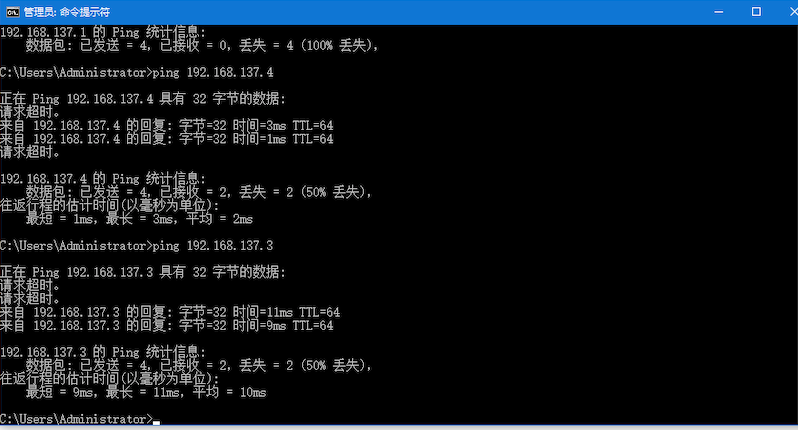 管理员: 命令提示符
192.168.137.1 的 Ping 统计信息:
    数据包: 已发送 = 4，已接收 = 0，丢失 = 4 (100% 丢失)，
C:\Users\Administrator>ping 192.168.137.4
正在 Ping 192.168.137.4 具有 32 字节的数据:
请求超时。
来自 192.168.137.4 的回复: 字节=32 时间=3ms TTL=64
来自 192.168.137.4 的回复: 字节=32 时间=1ms TTL=64
请求超时。
192.168.137.4 的 Ping 统计信息:
    数据包: 已发送 = 4，已接收 = 2，丢失 = 2 (50% 丢失)，
往返行程的估计时间(以毫秒为单位):
    最短 = 1ms，最长 = 3ms，平均 = 2ms
C:\Users\Administrator>ping 192.168.137.3
正在 Ping 192.168.137.3 具有 32 字节的数据:
请求超时。
请求超时。
来自 192.168.137.3 的回复: 字节=32 时间=11ms TTL=64
来自 192.168.137.3 的回复: 字节=32 时间=9ms TTL=64
192.168.137.3 的 Ping 统计信息:
    数据包: 已发送 = 4，已接收 = 2，丢失 = 2 (50% 丢失)，
往返行程的估计时间(以毫秒为单位):
    最短 = 9ms，最长 = 11ms，平均 = 10ms
C:\Users\Administrator>